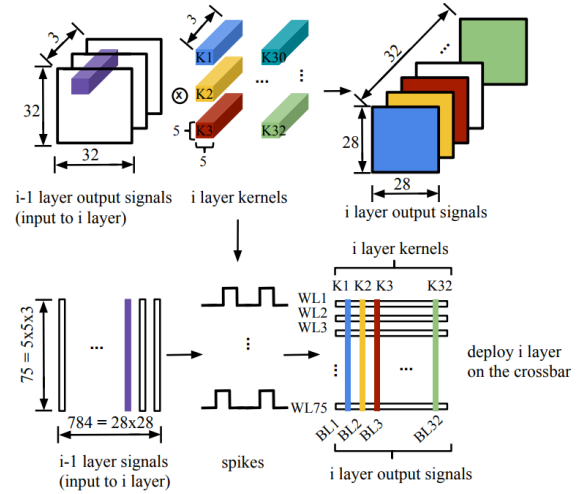 3
32
32
i-1 layer output signals
(input to i layer)
3
K1
K30
K2
...
⋮
ⓧ
5
K3
K32
5
i layer kernels
32
...
28
28
i layer output signals
i layer kernels
K1 K2 K3 K32
75 = 5x5x3
...
784 = 28x28
i-1 layer signals
(input to i layer)
⋮
spikes
WL1
WL2
WL3
⋮
...
WL75
BL1
BL2
BL3
BL32
i layer output signals
deploy i layer
on the crossbar